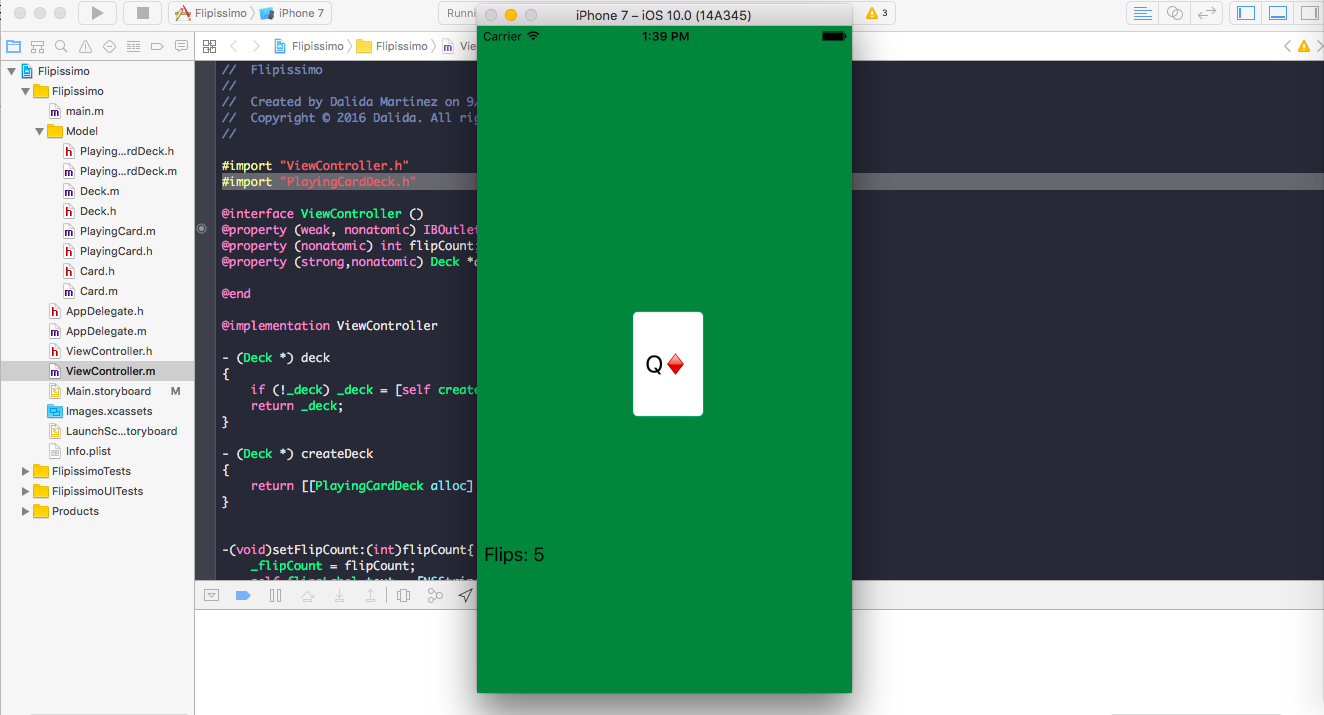 Flipissimo
iPhone 7
Runni
3
iPhone 7 – iOS 10.0 (14A345)
Flipissimo
Flipissimo
main.m
Model
Playing...rdDeck.h
Playing...rdDeck.m
Deck.m
Deck.h
PlayingCard.m
PlayingCard.h
Card.h
Card.m
AppDelegate.h
AppDelegate.m
ViewController.h
ViewController.m
Main.storyboard M
Images.xcassets
LaunchSc...toryboard
Info.plist
FlipissimoTests
FlipissimoUITests
Products
Flipissimo Flipissimo Vie
//  Flipissimo
//
//  Created by Dalida Martinez on 9/
//  Copyright © 2016 Dalida. All rig
//
#import "ViewController.h"
#import "PlayingCardDeck.h"
@interface ViewController ()
@property (weak, nonatomic) IBOutlet
@property (nonatomic) int flipCount;
@property (strong,nonatomic) Deck *
@end
@implementation ViewController
- (Deck *) deck
{
if (!_deck) _deck = [self create
return _deck;
}
- (Deck *) createDeck
{
return [[PlayingCardDeck alloc]
}
-(void)setFlipCount:(int)flipCount{
_flipCount = flipCount;
Carrier 1:39 PM
Q♦
Flips: 5